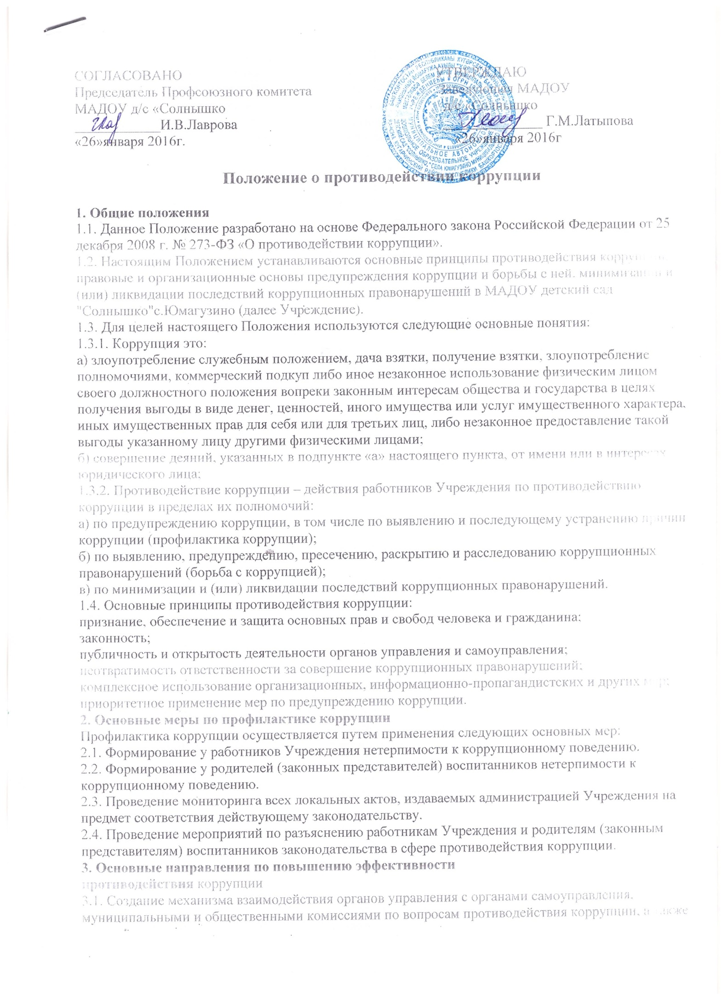 СОГЛАСОВАНО
УТВЕРЖДАЮ
Председатель Профсоюзного комитета
Заведующая МАДОУ
МАДОУ д/с «Солнышко
д/с «Солнышко
И.В.Лаврова
Г.М.Латыпова
«26»января 2016г.
«26»января 2016г
Положение о противодействии коррупции
1. Общие положения
1.1. Данное Положение разработано на основе Федерального закона Российской Федерации от 25
декабря 2008 г. № 273-ФЗ «О противодействии коррупции».
1.2. Настоящим Положением устанавливаются основные принципы противодействия коррупции,
правовые и организационные основы предупреждения коррупции и борьбы с ней, минимизации и
(или) ликвидации последствий коррупционных правонарушений в МАДОУ детский сад
"Солнышко"с.Юмагузино (далее Учреждение).
1.3. Для целей настоящего Положения используются следующие основные понятия:
1.3.1. Коррупция это:
а) злоупотребление служебным положением, дача взятки, получение взятки, злоупотребление
полномочиями, коммерческий подкуп либо иное незаконное использование физическим лицом
своего должностного положения вопреки законным интересам общества и государства в целях
получения выгоды в виде денег, ценностей, иного имущества или услуг имущественного характера,
иных имущественных прав для себя или для третьих лиц, либо незаконное предоставление такой
выгоды указанному лицу другими физическими лицами;
б) совершение деяний, указанных в подпункте «а» настоящего пункта, от имени или в интересах
юридического лица;
1.3.2. Противодействие коррупции – действия работников Учреждения по противодействию
коррупции в пределах их полномочий:
а) по предупреждению коррупции, в том числе по выявлению и последующему устранению причин
коррупции (профилактика коррупции);
б) по выявлению, предупреждению, пресечению, раскрытию и расследованию коррупционных
правонарушений (борьба с коррупцией);
в) по минимизации и (или) ликвидации последствий коррупционных правонарушений.
1.4. Основные принципы противодействия коррупции:
признание, обеспечение и защита основных прав и свобод человека и гражданина;
законность;
публичность и открытость деятельности органов управления и самоуправления;
неотвратимость ответственности за совершение коррупционных правонарушений;
комплексное использование организационных, информационно-пропагандистских и других мер;
приоритетное применение мер по предупреждению коррупции.
2. Основные меры по профилактике коррупции
Профилактика коррупции осуществляется путем применения следующих основных мер:
2.1. Формирование у работников Учреждения нетерпимости к коррупционному поведению.
2.2. Формирование у родителей (законных представителей) воспитанников нетерпимости к
коррупционному поведению.
2.3. Проведение мониторинга всех локальных актов, издаваемых администрацией Учреждения на
предмет соответствия действующему законодательству.
2.4. Проведение мероприятий по разъяснению работникам Учреждения и родителям (законным
представителям) воспитанников законодательства в сфере противодействия коррупции.
3. Основные направления по повышению эффективности
противодействия коррупции
3.1. Создание механизма взаимодействия органов управления с органами самоуправления,
муниципальными и общественными комиссиями по вопросам противодействия коррупции, а также